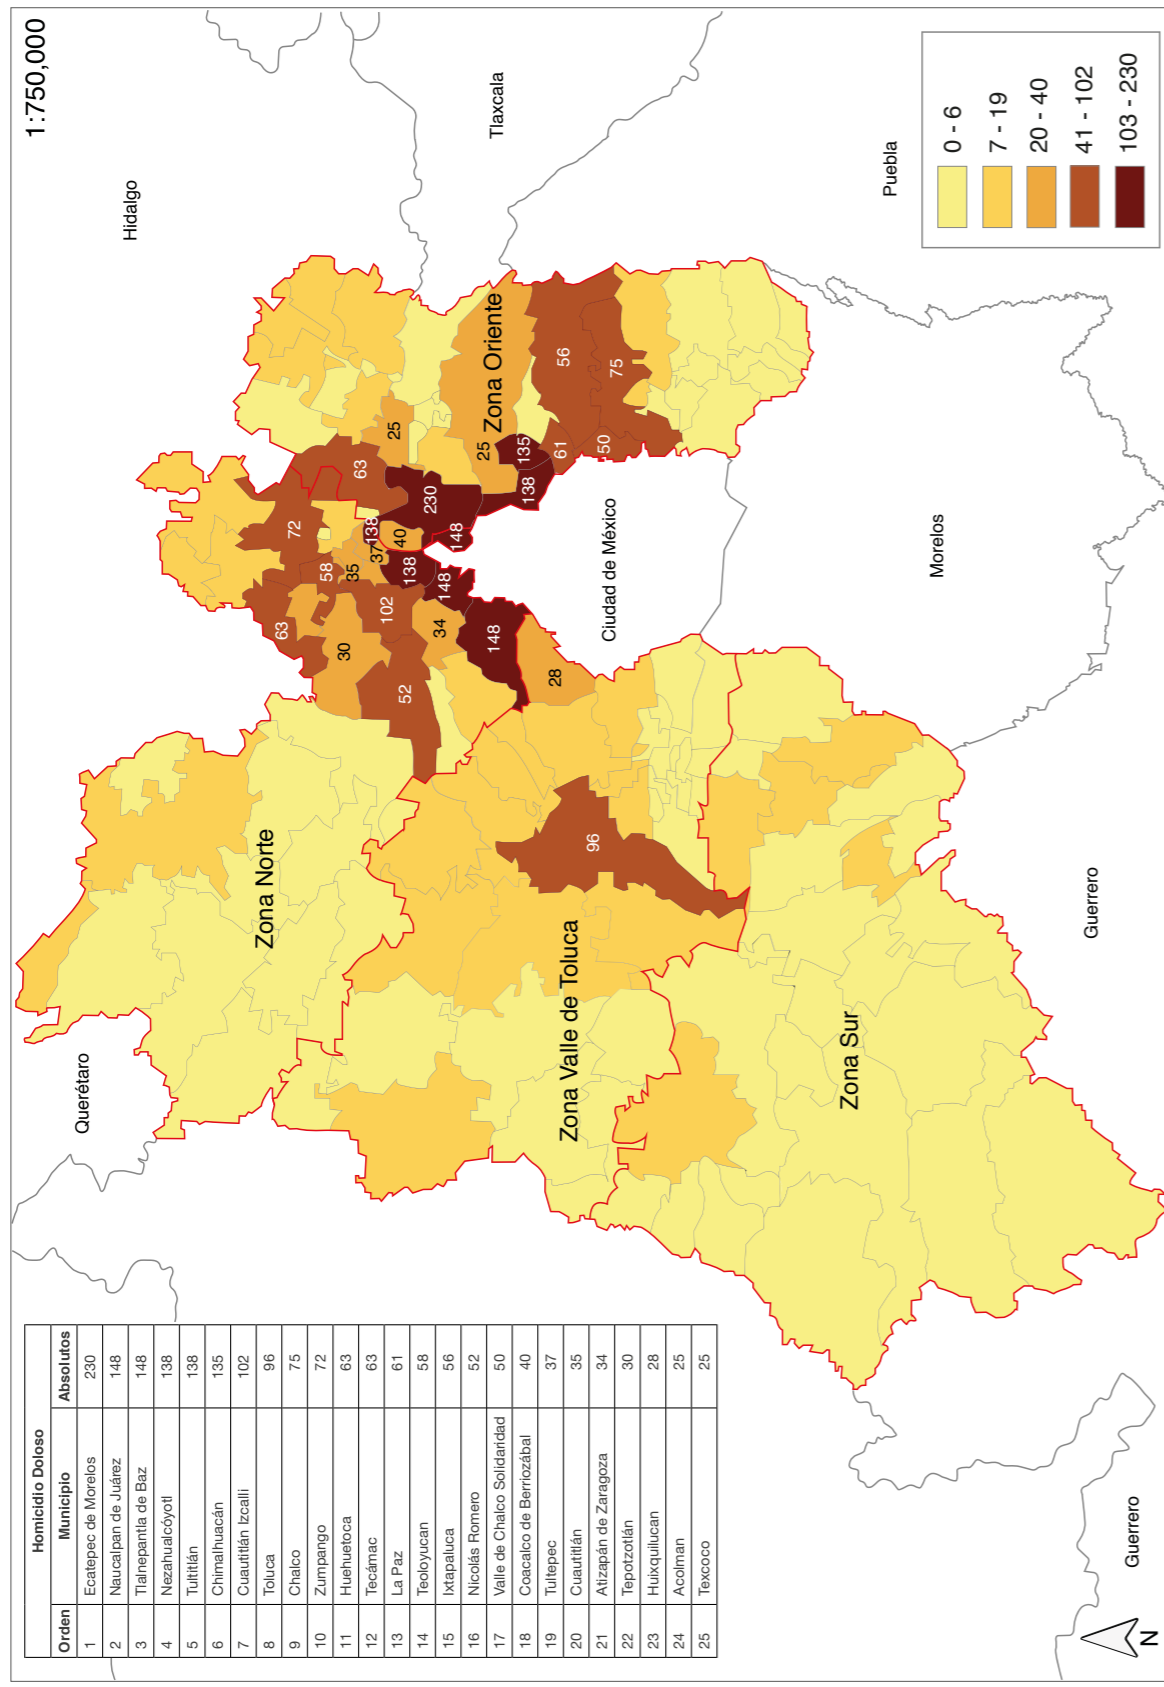 Homicidio Doloso
Orden Municipio Absolutos
1 Ecatepec de Morelos 230
2 Naucalpan de Juárez 148
3 Tlalnepantla de Baz 148
4 Nezahualcóyotl 138
5 Tultitlán 138
6 Chimalhuacán 135
7 Cuautitlán Izcalli 102
8 Toluca 96
9 Chalco 75
10 Zumpango 72
11 Huehuetoca 63
12 Tecámac 63
13 La Paz 61
14 Teoloyucan 58
15 Ixtapaluca 56
16 Nicolás Romero 52
17 Valle de Chalco Solidaridad 50
18 Coacalco de Berriozábal 40
19 Tultepec 37
20 Cuautitlán 35
21 Atizapán de Zaragoza 34
22 Tepotzotlán 30
23 Huixquilucan 28
24 Acolman 25
25 Texcoco 25
1:750,000
Querétaro
Hidalgo
Tlaxcala
Puebla
Morelos
Guerrero
Guerrero
Ciudad de México
Zona Norte
Zona Valle de Toluca
Zona Sur
Zona Oriente
63
72
58
35
30
37
138
63
25
102
138
40
230
52
34
148
148
148
25
135
138
28
61
56
50
75
96
0 - 6
7 - 19
20 - 40
41 - 102
103 - 230
N